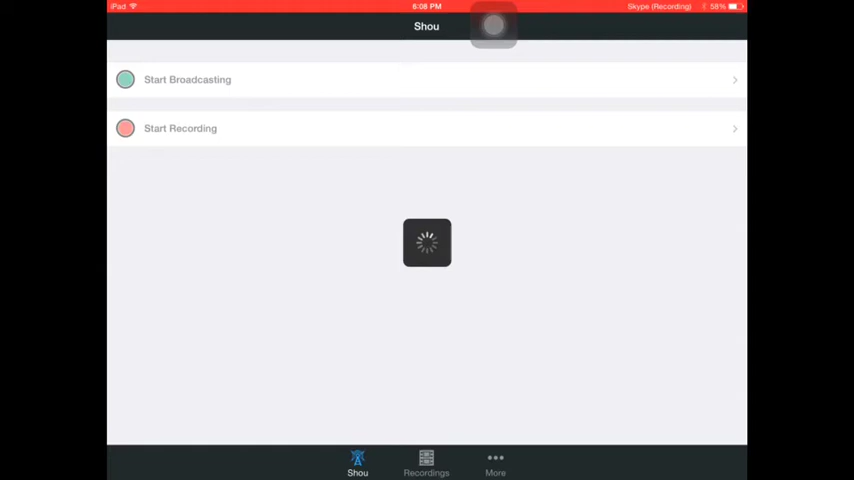 iPad 6:08 PM Skype (Recording) 58%
Shou
Start Broadcasting
Start Recording
Shou Recordings More